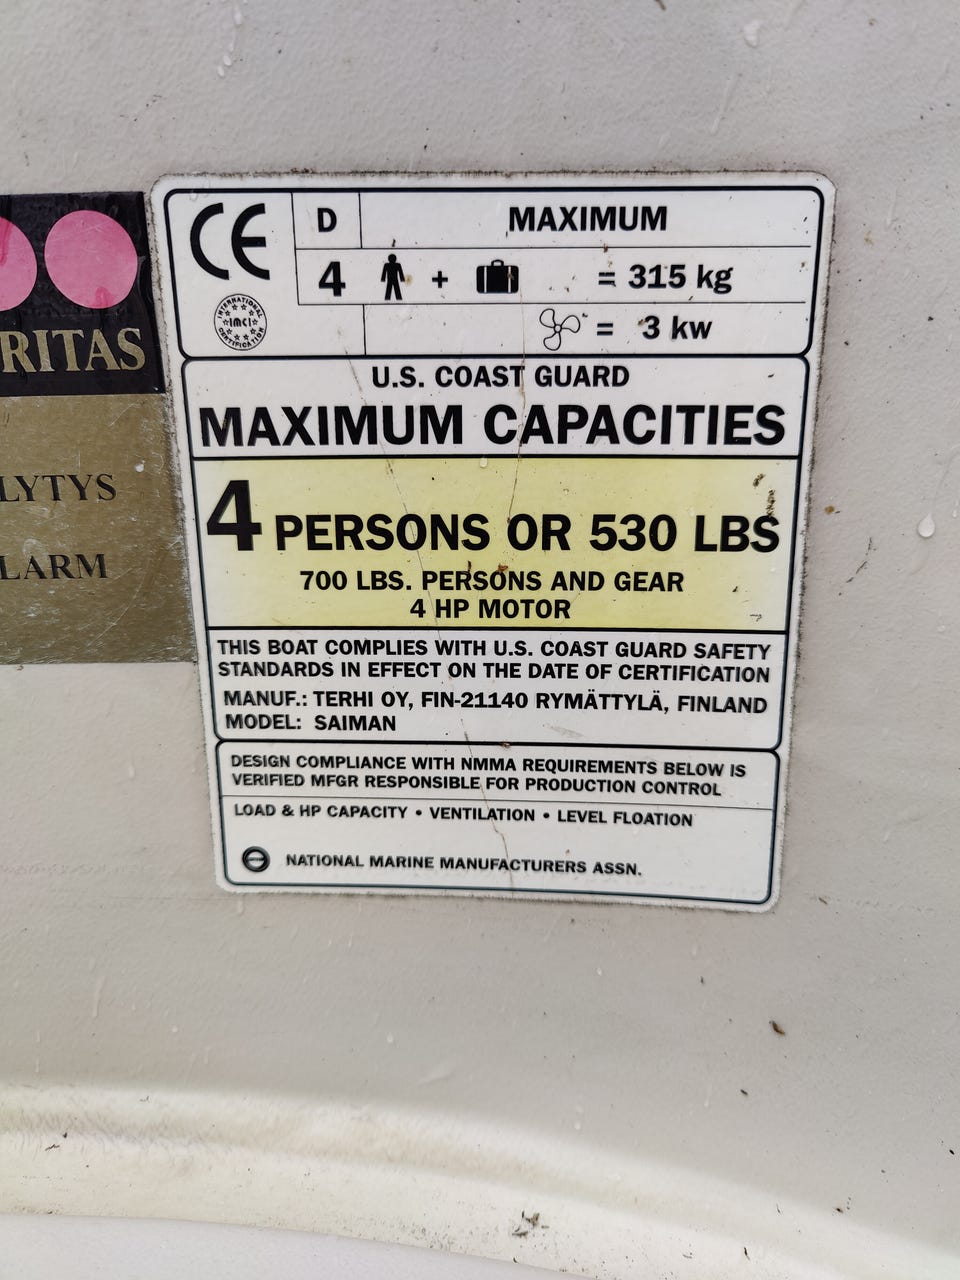 RITAS
LYTYS
LARM
CE
D
MAXIMUM
4 + = 315 kg
INTERNATIONAL
IMCI
CERTIFICATION
= 3 kw
U.S. COAST GUARD
MAXIMUM CAPACITIES
4 PERSONS OR 530 LBS
700 LBS. PERSONS AND GEAR
4 HP MOTOR
THIS BOAT COMPLIES WITH U.S. COAST GUARD SAFETY
STANDARDS IN EFFECT ON THE DATE OF CERTIFICATION
MANUF.: TERHI OY, FIN-21140 RYMÄTTYLÄ, FINLAND
MODEL: SAIMAN
DESIGN COMPLIANCE WITH NMMA REQUIREMENTS BELOW IS
VERIFIED MFGR RESPONSIBLE FOR PRODUCTION CONTROL
LOAD & HP CAPACITY • VENTILATION • LEVEL FLOATION
NATIONAL MARINE MANUFACTURERS ASSN.